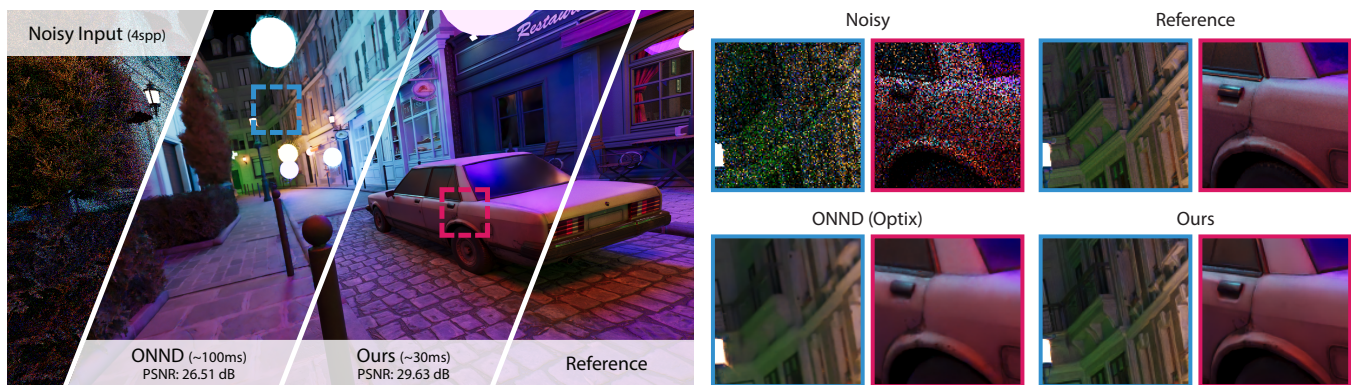 Noisy Input (4spp)
Restaura
ONND (~100ms)
PSNR: 26.51 dB
Ours (~30ms)
PSNR: 29.63 dB
Reference
Noisy
Reference
ONND (Optix)
Ours